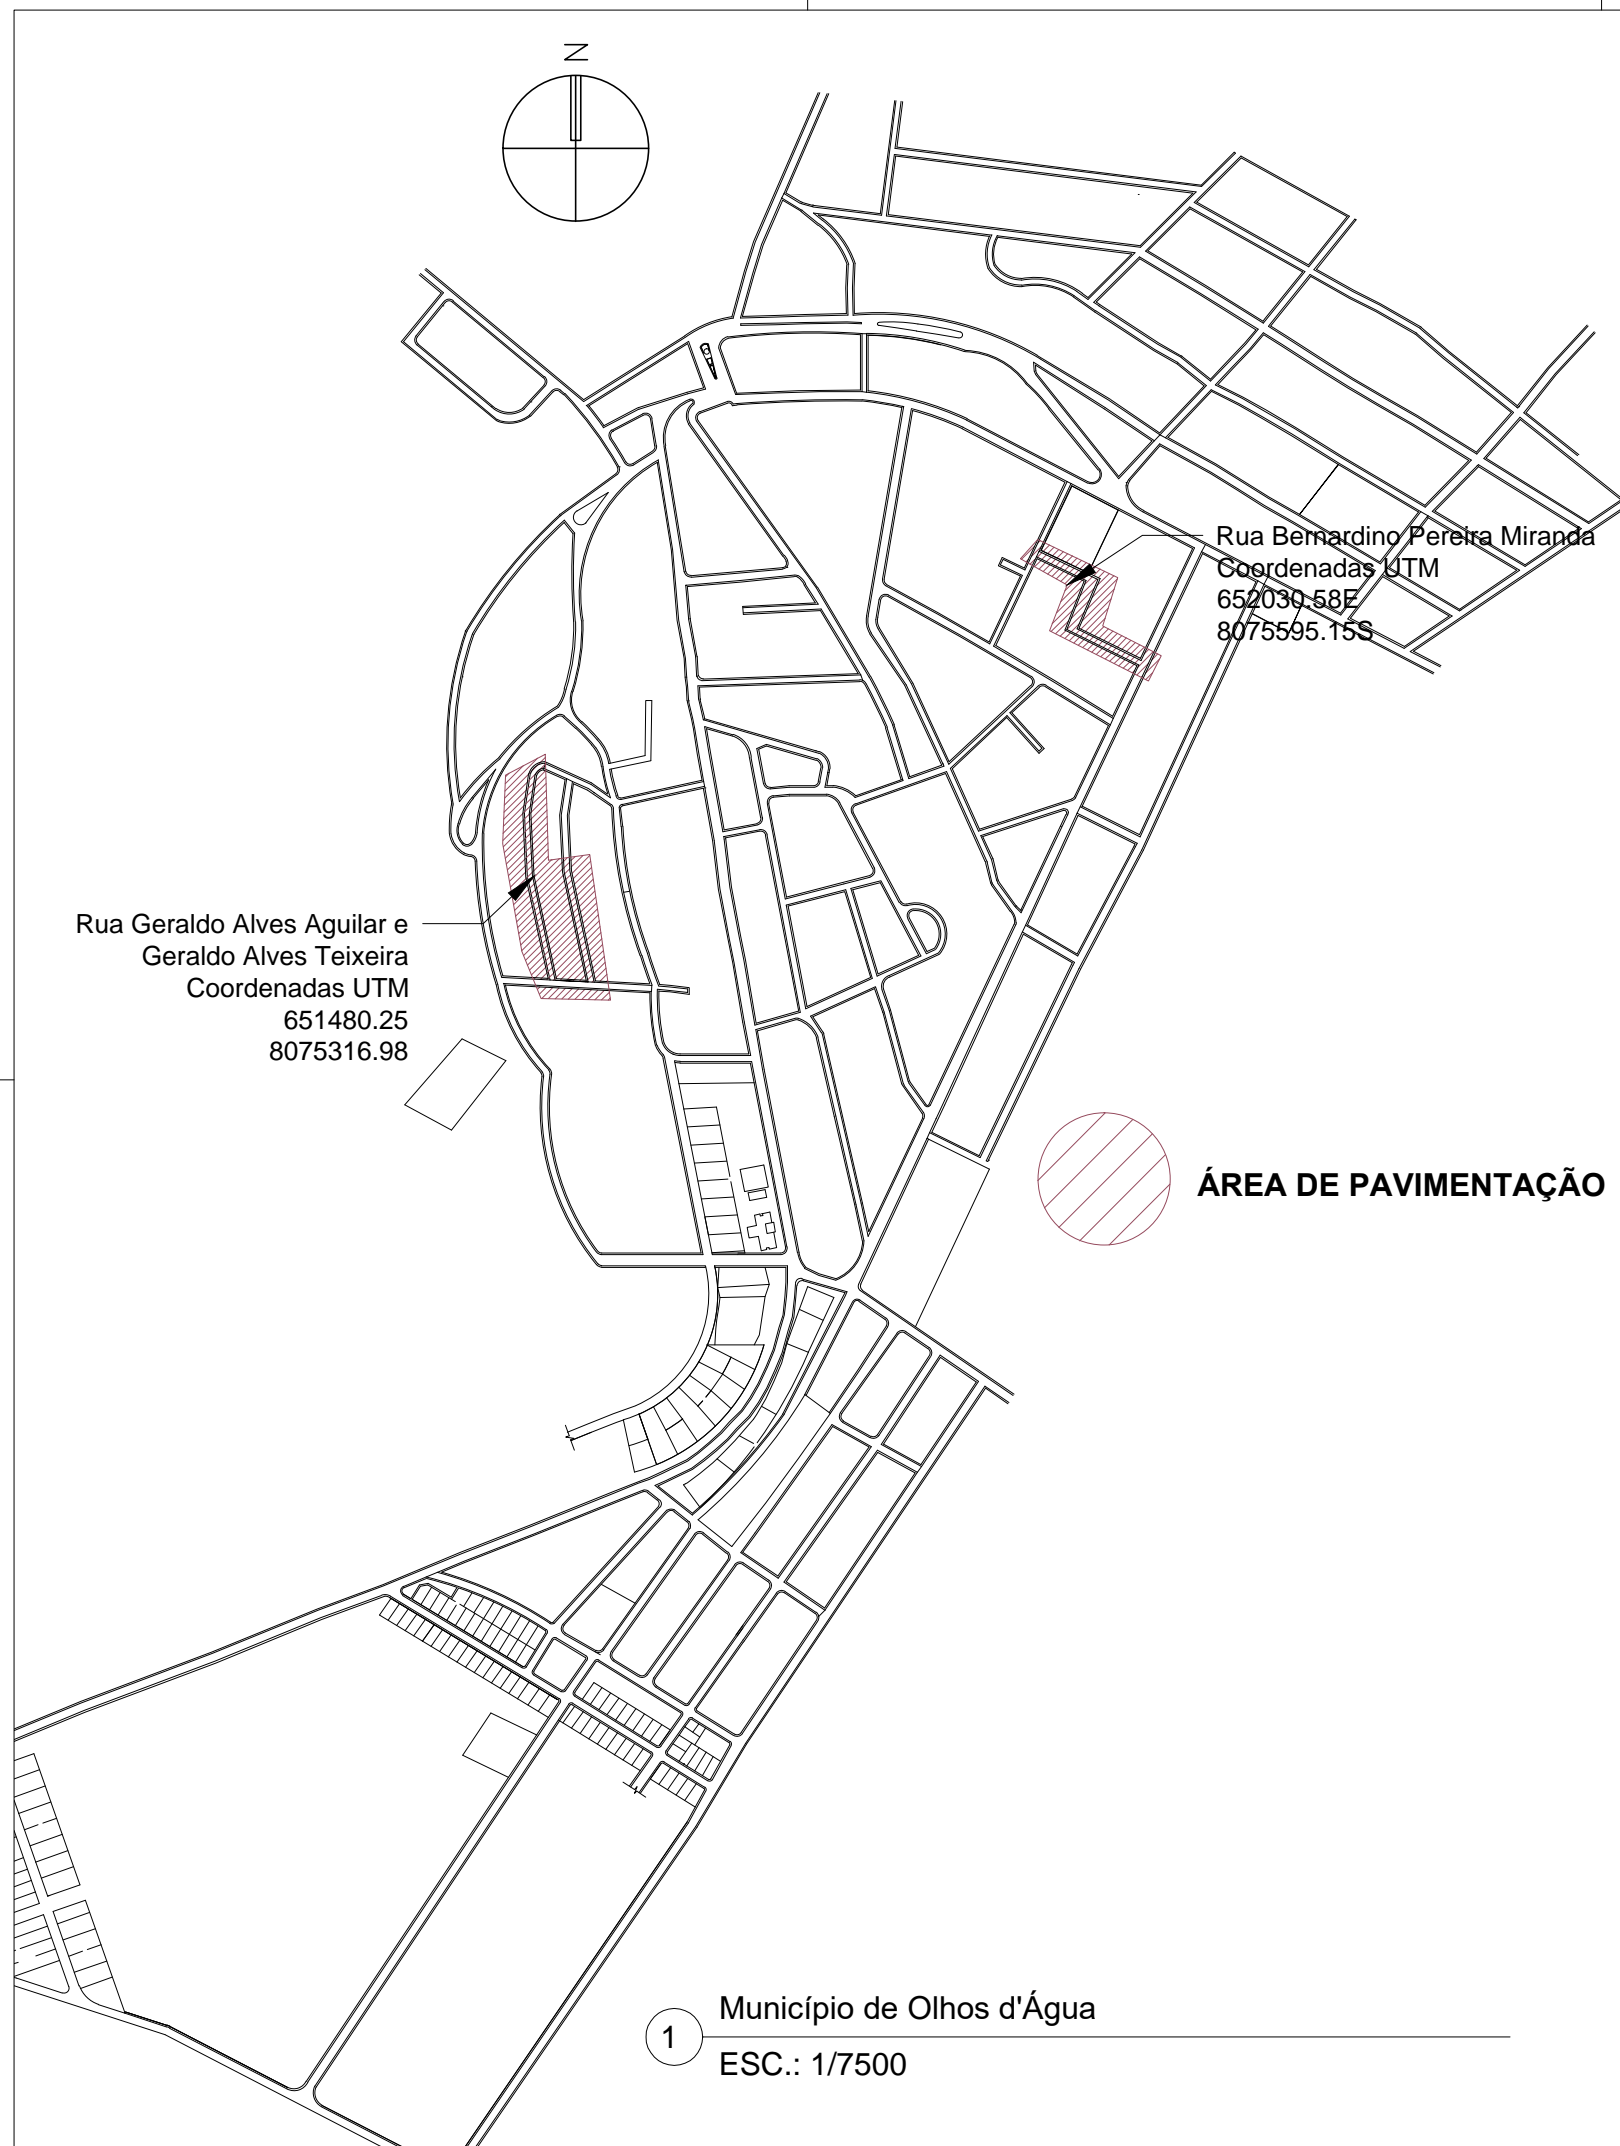 N
Rua Bernardino Pereira Miranda
Coordenadas UTM
652030.58E
8075595.15S
Rua Geraldo Alves Aguilar e
Geraldo Alves Teixeira
Coordenadas UTM
651480.25
8075316.98
ÁREA DE PAVIMENTAÇÃO
1
Município de Olhos d'Água
ESC.: 1/7500